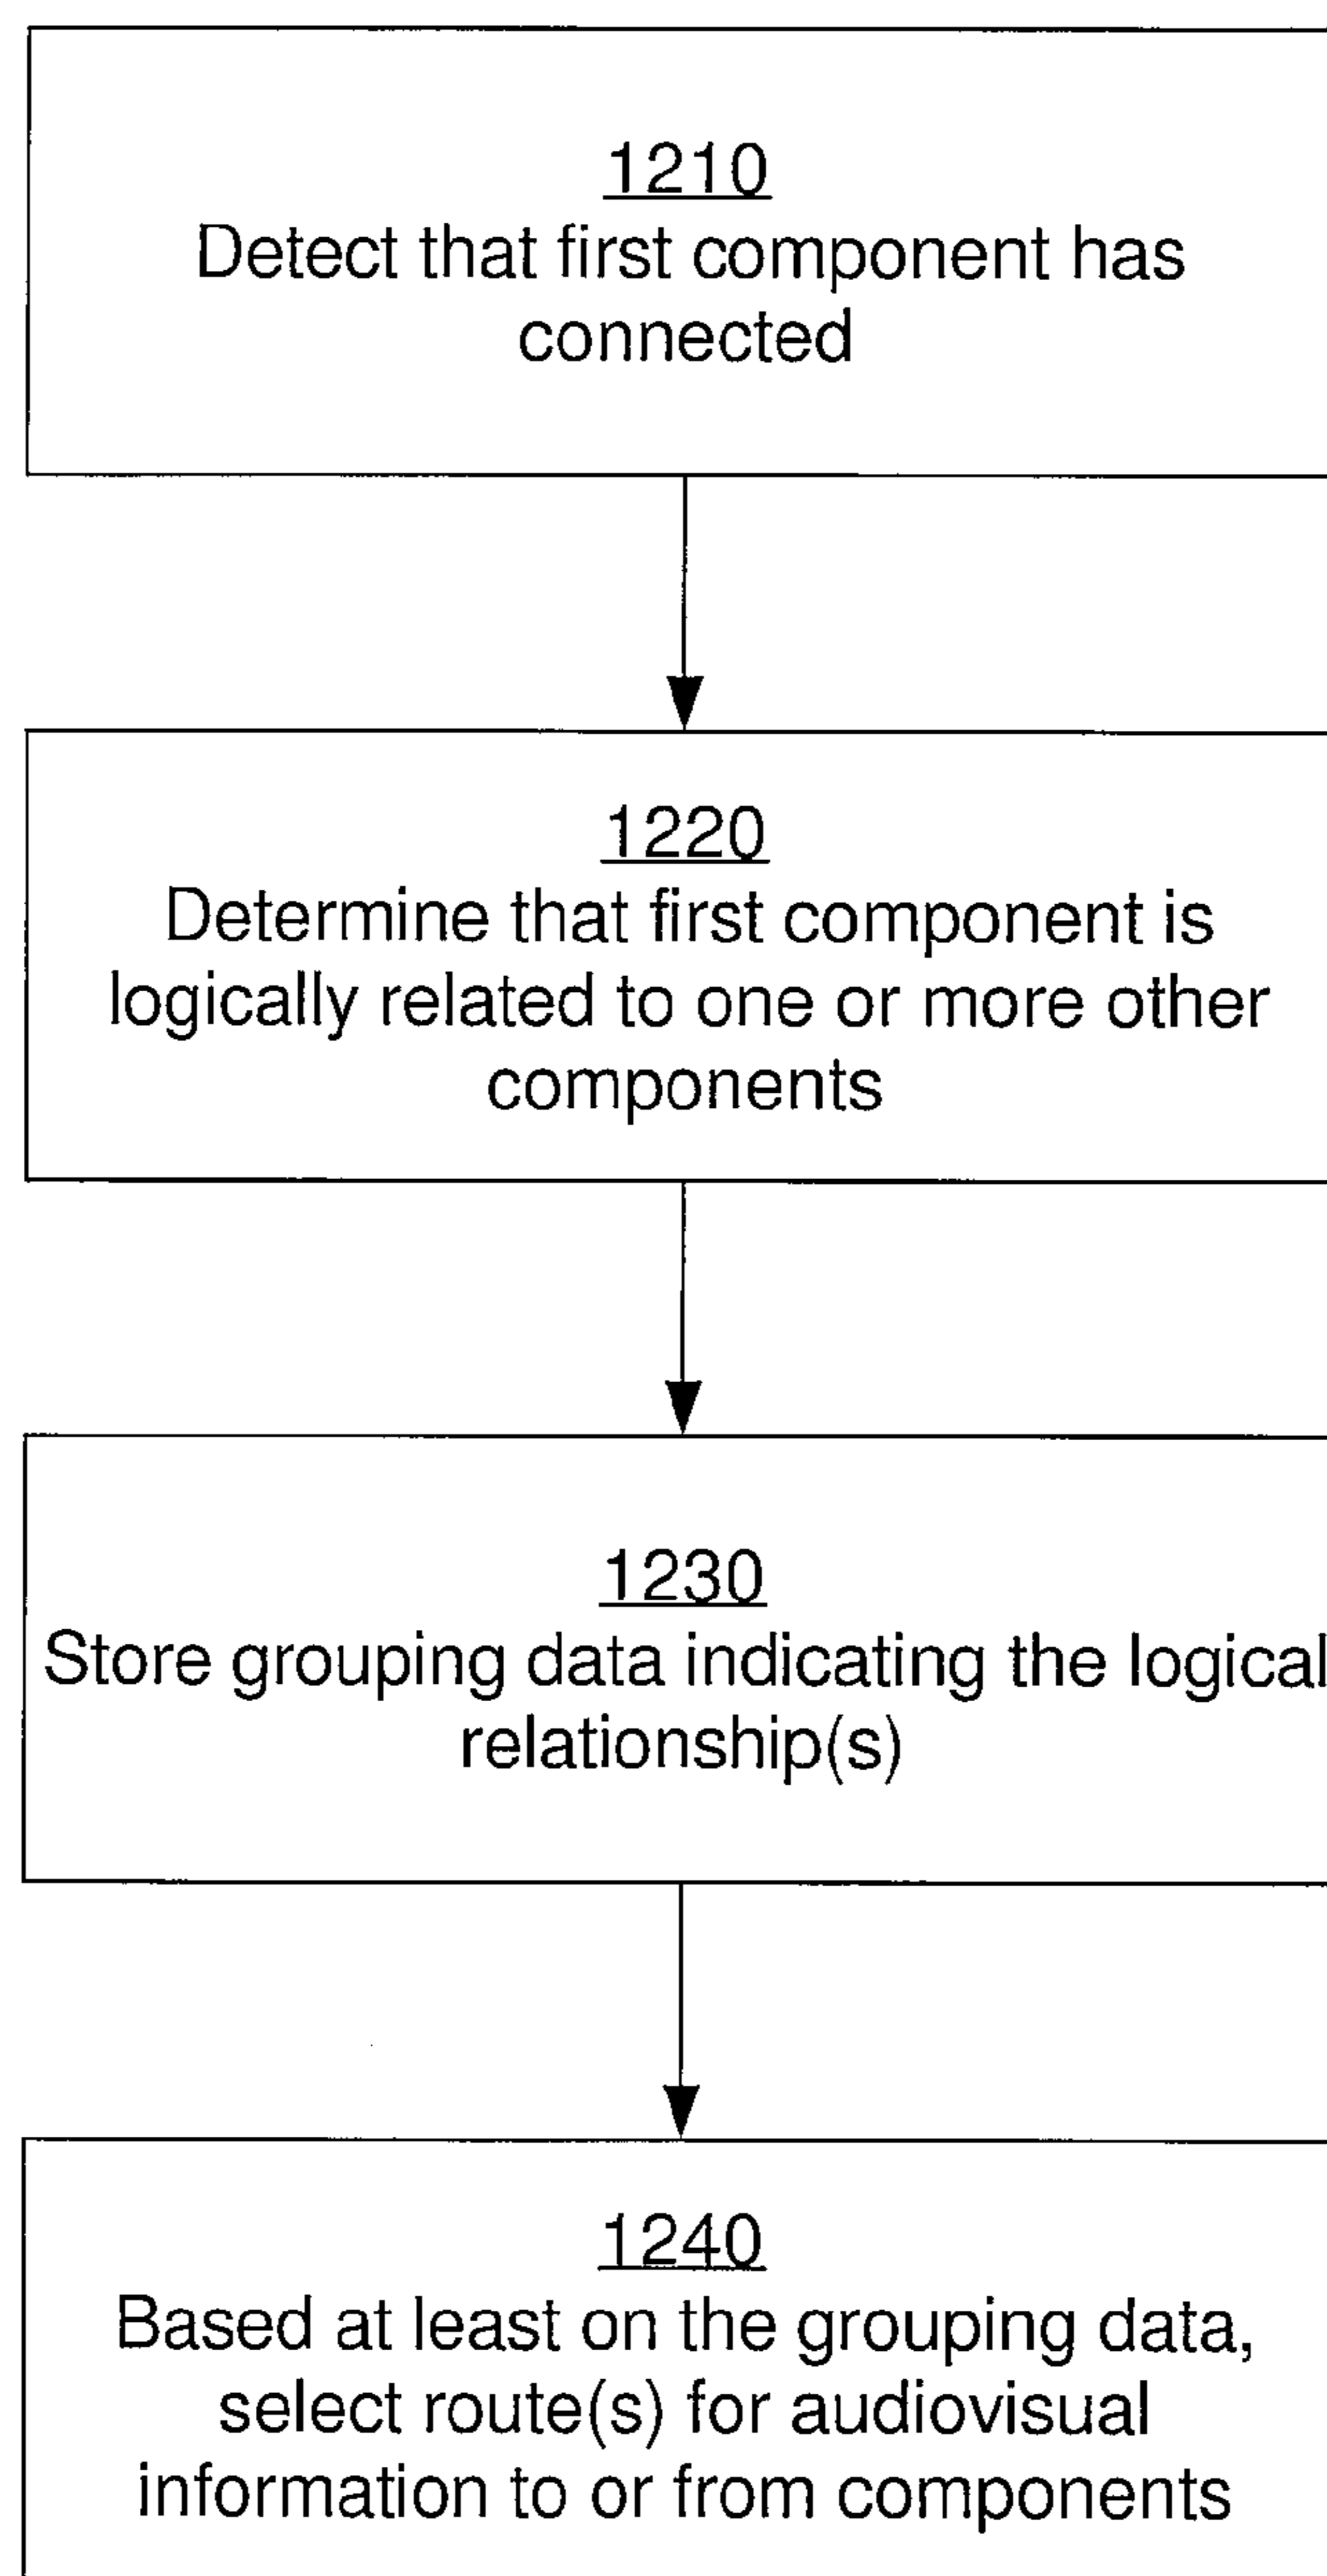 1210
Detect that first component has
connected
1220
Determine that first component is
logically related to one or more other
components
1230
Store grouping data indicating the logical
relationship(s)
1240
Based at least on the grouping data,
select route(s) for audiovisual
information to or from components